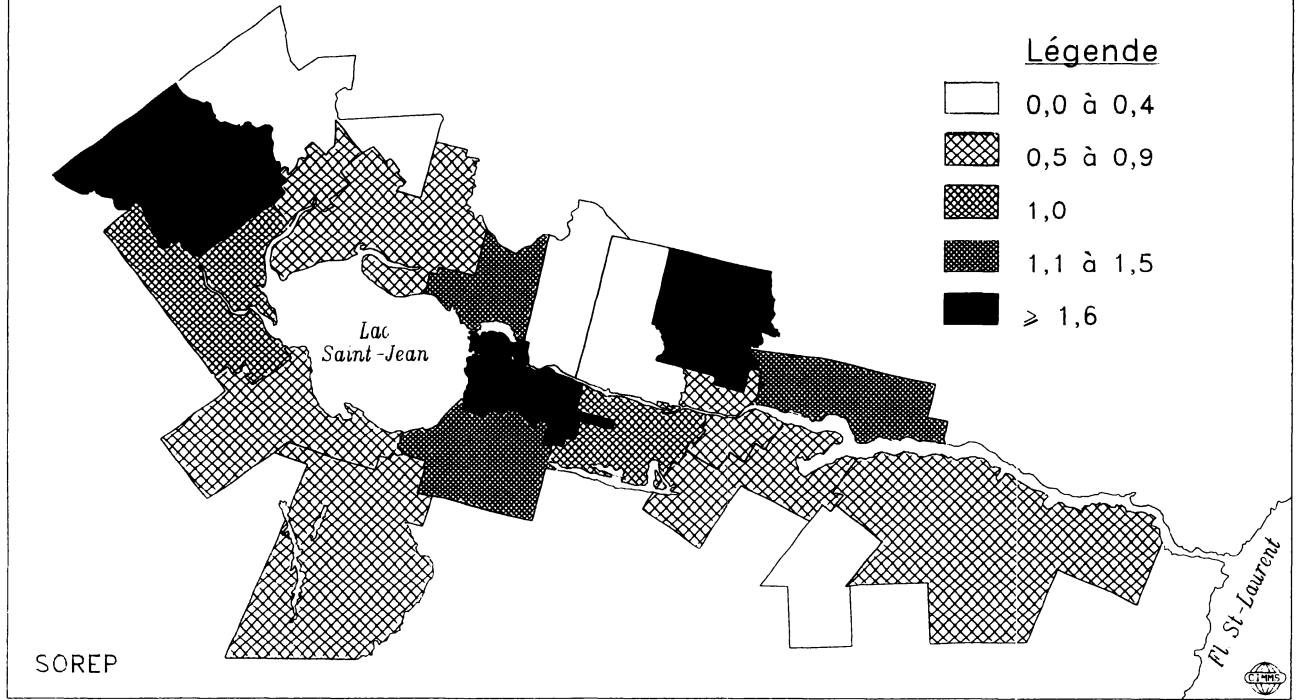 Légende
0,0 à 0,4
0,5 à 0,9
1,0
1,1 à 1,5
⩾ 1,6
Lac
Saint-Jean
Fl St-Laurent
SOREP
CIMMS